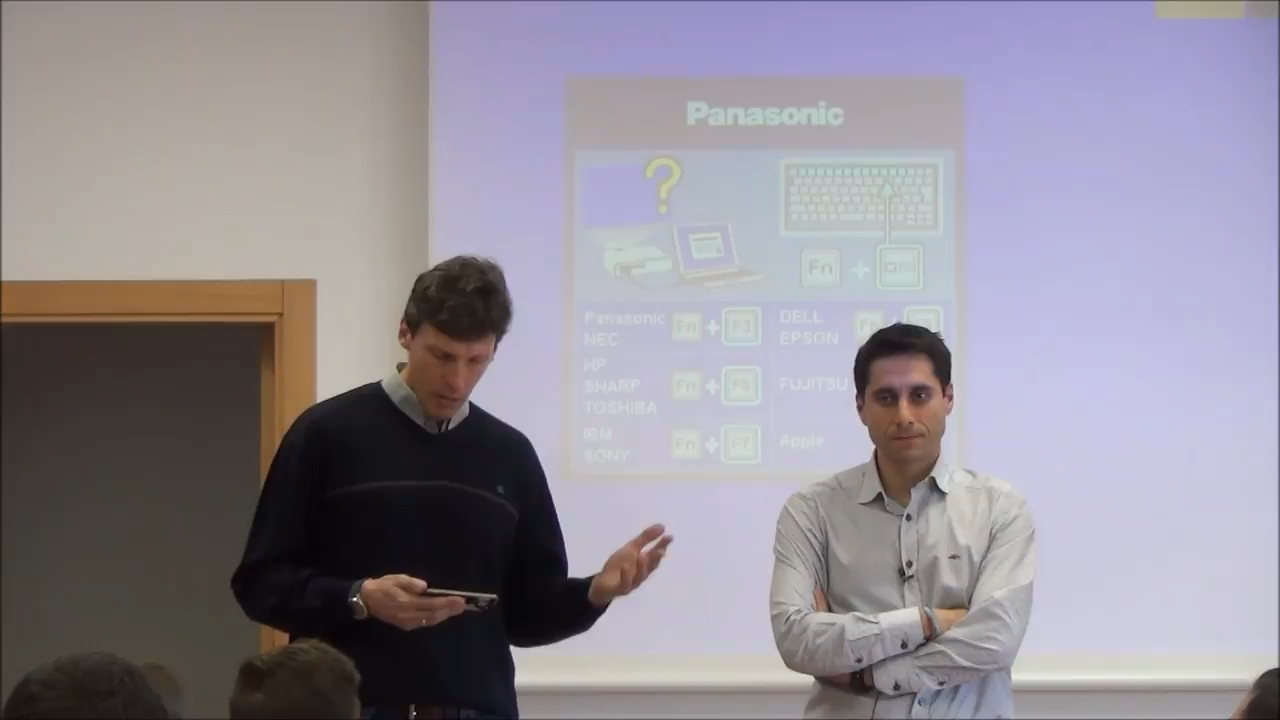 Panasonic
?
Fn +
Panasonic
NEC
Fn + F3
DELL
EPSON
Fn
HP
SHARP
TOSHIBA
Fn + F5
FUJITSU
IBM
SONY
Fn + F7
Apple